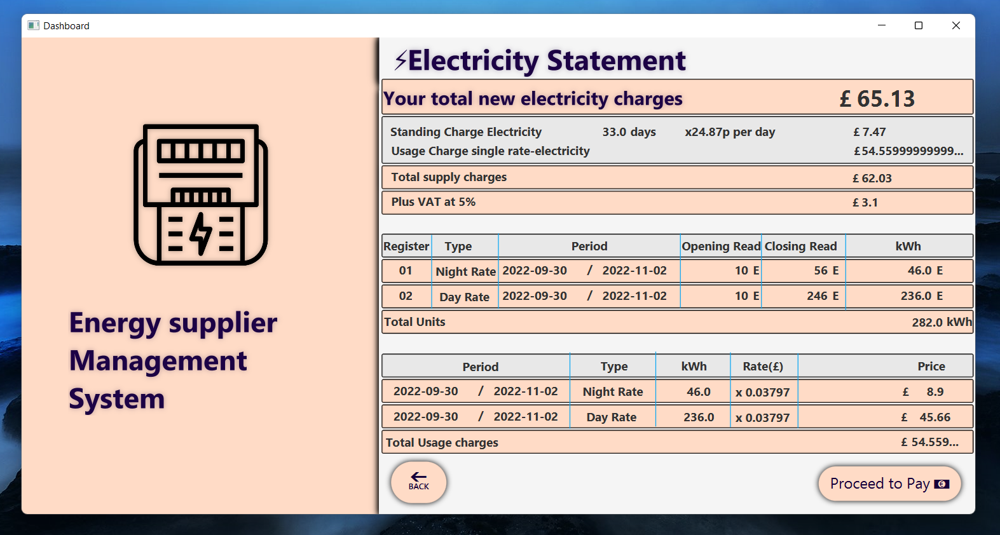 Dashboard
Energy supplier
Management
System
⚡Electricity Statement
Your total new electricity charges £ 65.13
Standing Charge Electricity 33.0 days x24.87p per day £ 7.47
Usage Charge single rate-electricity £54.55999999999...
Total supply charges £ 62.03
Plus VAT at 5% £ 3.1
Register Type Period Opening Read Closing Read kWh
01 Night Rate 2022-09-30 / 2022-11-02 10 E 56 E 46.0 E
02 Day Rate 2022-09-30 / 2022-11-02 10 E 246 E 236.0 E
Total Units 282.0 kWh
Period Type kWh Rate(£) Price
2022-09-30 / 2022-11-02 Night Rate 46.0 x 0.03797 £ 8.9
2022-09-30 / 2022-11-02 Day Rate 236.0 x 0.03797 £ 45.66
Total Usage charges £ 54.559...
BACK
Proceed to Pay